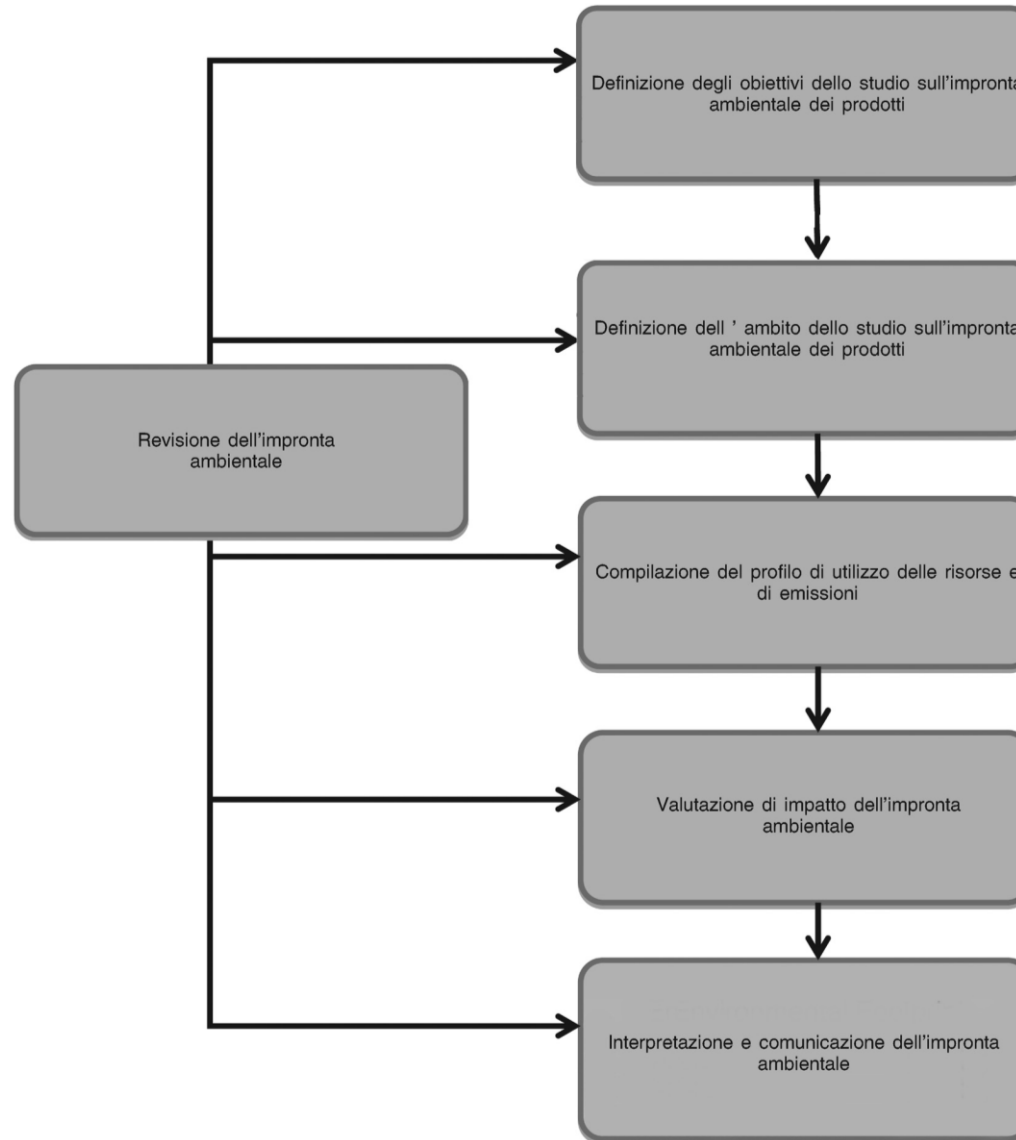 Definizione degli obiettivi dello studio sull'impronta
ambientale dei prodotti
Definizione dell ' ambito dello studio sull'impronta
ambientale dei prodotti
Revisione dell'impronta
ambientale
Compilazione del profilo di utilizzo delle risorse e
di emissioni
Valutazione di impatto dell'impronta
ambientale
Interpretazione e comunicazione dell'impronta
ambientale